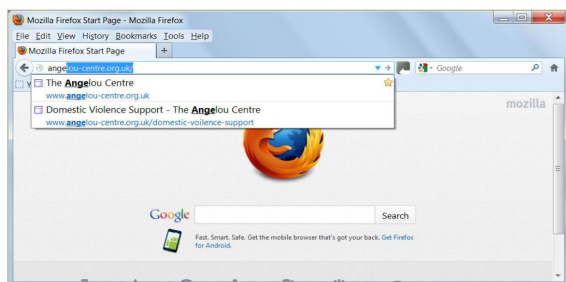 Mozilla Firefox Start Page - Mozilla Firefox
File Edit View History Bookmarks Tools Help
Mozilla Firefox Start Page +
angelou-centre.org.uk/ Google
Y
The Angelou Centre
www.angelou-centre.org.uk
Domestic Violence Support - The Angelou Centre
www.angelou-centre.org.uk/domestic-voilence-support
mozilla
Google Search
Fast. Smart. Safe. Get the mobile browser that's got your back. Get Firefox
for Android.